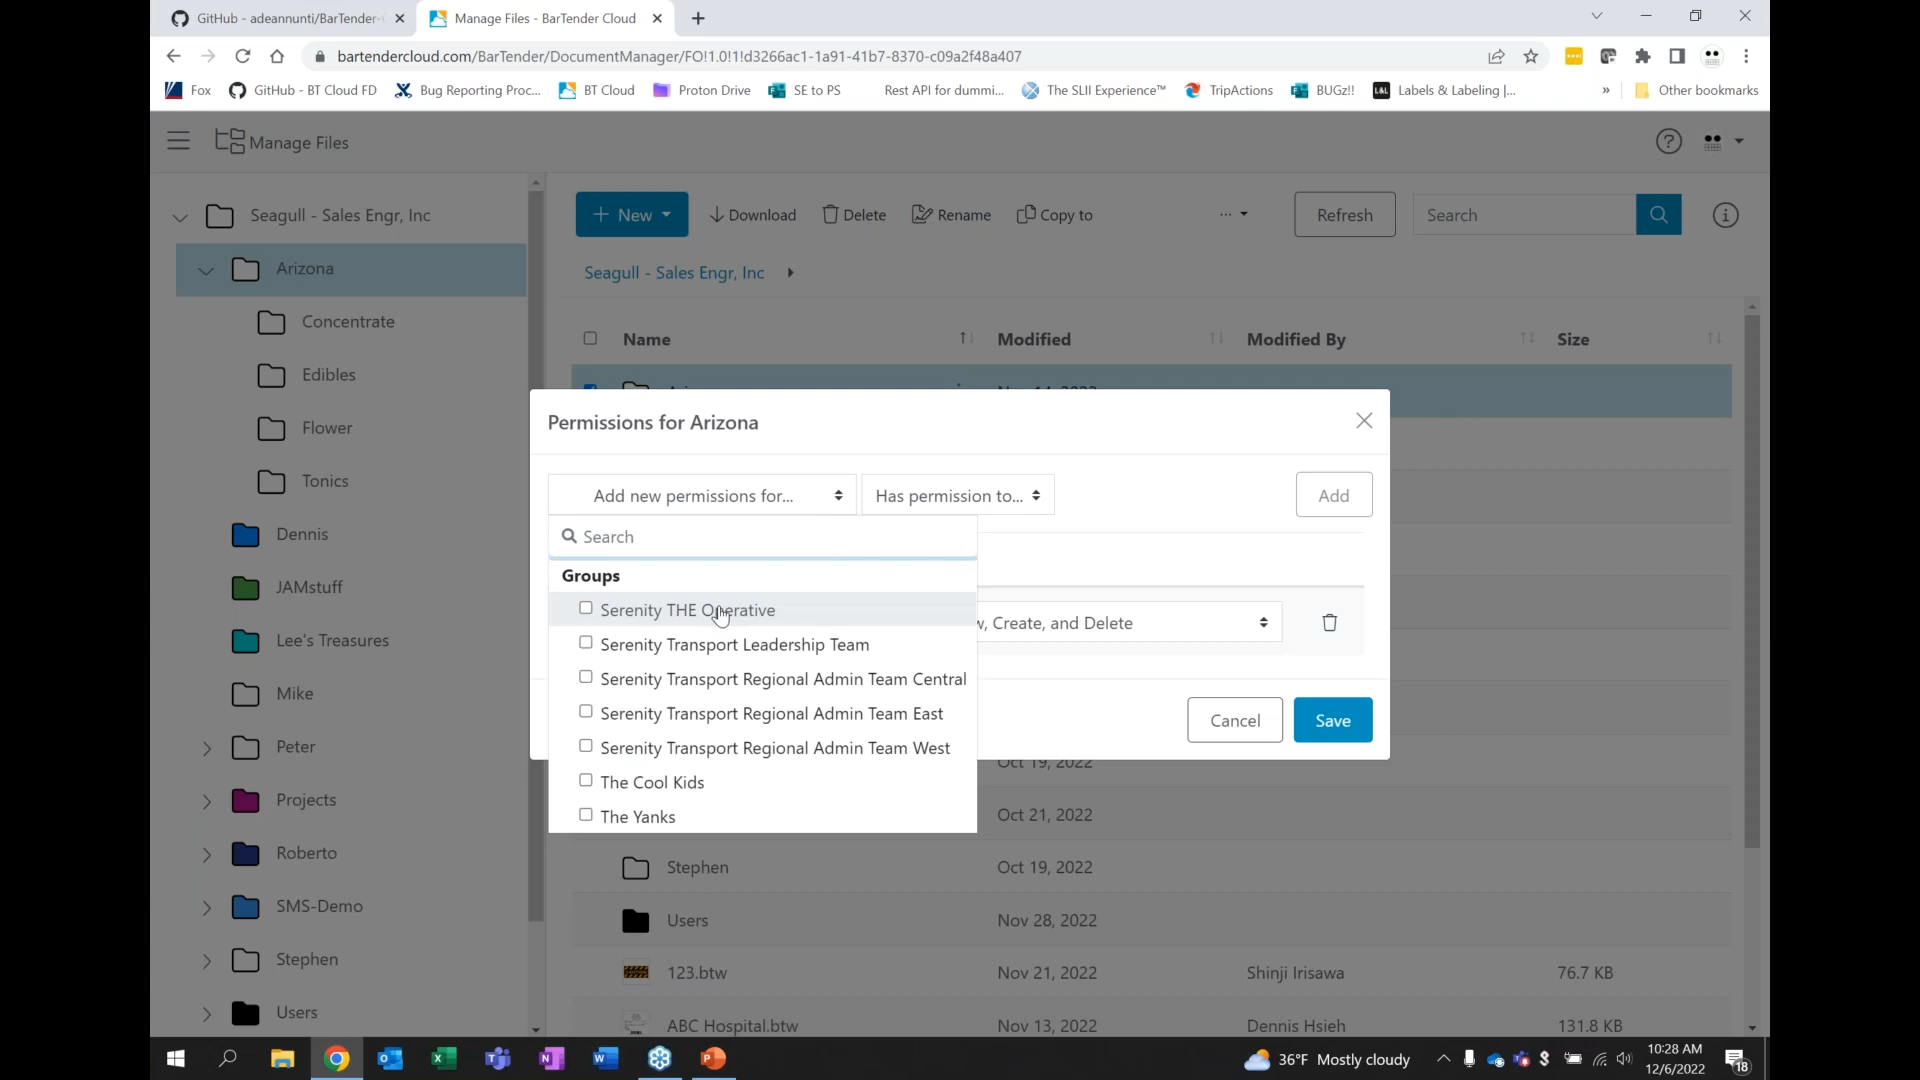 GitHub - adeannunti/BarTender-
Manage Files - BarTender Cloud
bartendercloud.com/BarTender/DocumentManager/FO!1.0!1!d3266ac1-1a91-41b7-8370-c09a2f48a407
Fox
GitHub - BT Cloud FD
Bug Reporting Proc...
BT Cloud
Proton Drive
SE to PS
Rest API for dummi...
The SLII Experience™
TripActions
BUGz!!
Labels & Labeling |...
»
Other bookmarks
Manage Files
Seagull - Sales Engr, Inc
Arizona
Concentrate
Edibles
Flower
Tonics
Dennis
JAMstuff
Lee's Treasures
Mike
Peter
Projects
Roberto
SMS-Demo
Stephen
Users
+ New
Download
Delete
Rename
Copy to
...
Refresh
Search
Seagull - Sales Engr, Inc
Name
Modified
Modified By
Size
Permissions for Arizona
Add new permissions for...
Has permission to...
Add
Search
Groups
Serenity THE Operative
Serenity Transport Leadership Team
Serenity Transport Regional Admin Team Central
Serenity Transport Regional Admin Team East
Serenity Transport Regional Admin Team West
The Cool Kids
The Yanks
, Create, and Delete
Cancel
Save
Oct 19, 2022
Oct 21, 2022
Stephen
Oct 19, 2022
Users
Nov 28, 2022
123.btw
Nov 21, 2022
Shinji Irisawa
76.7 KB
ABC Hospital.btw
Nov 13, 2022
Dennis Hsieh
131.8 KB
36°F Mostly cloudy
10:28 AM
12/6/2022
18